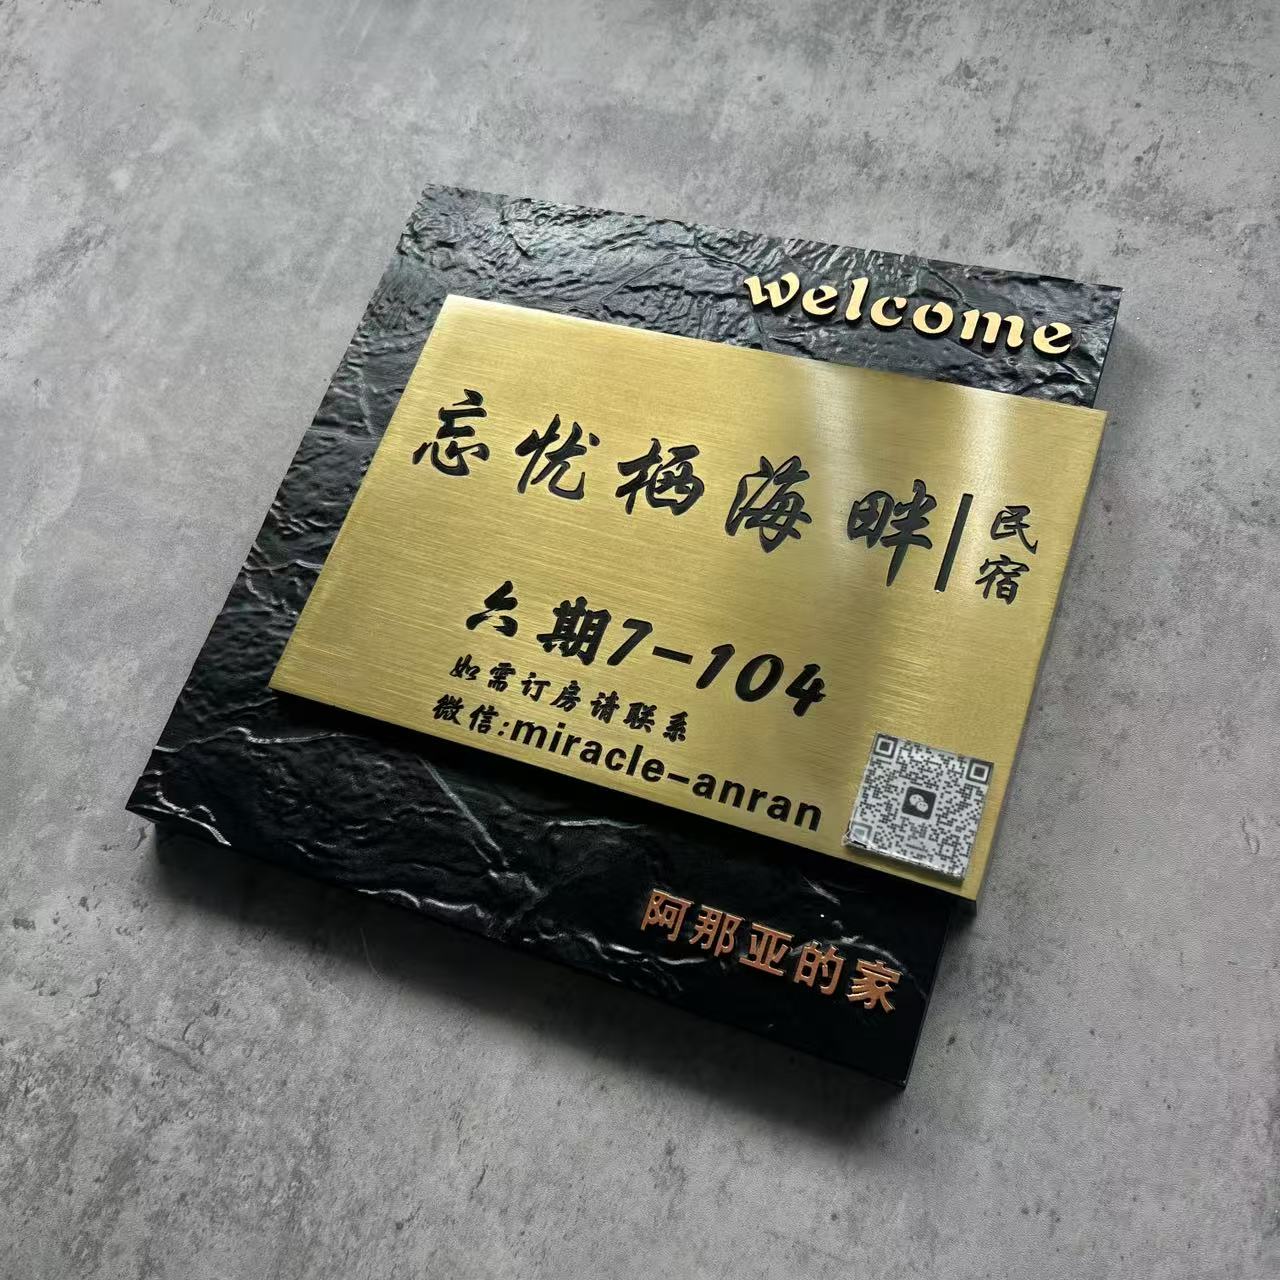 welcome
忘忧栖海畔|民宿
六期7-104
如需订房请联系
微信:miracle-anran
阿那亚的家